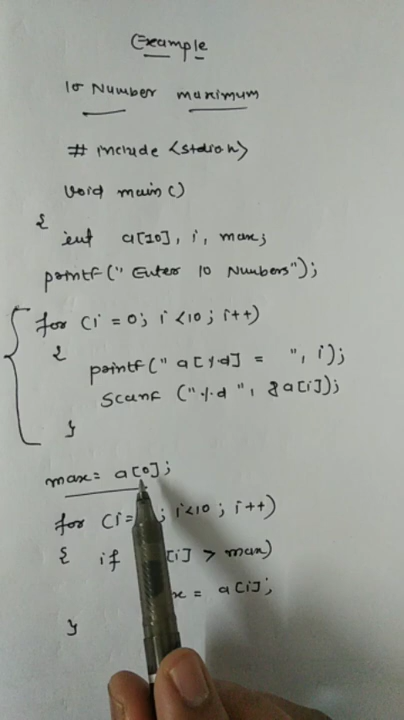 Example
10 Number maximum
# include <stdio.h>
void main()
{
int a[10], i, max;
printf(" Enter 10 Numbers");
for (i = 0; i <10; i++)
{
printf(" a[%d] = ", i);
scanf ("%d", &a[i]);
}
max = a[0];
for (i= ; i<10; i++)
{ if [i] > max)
x = a[i];
}